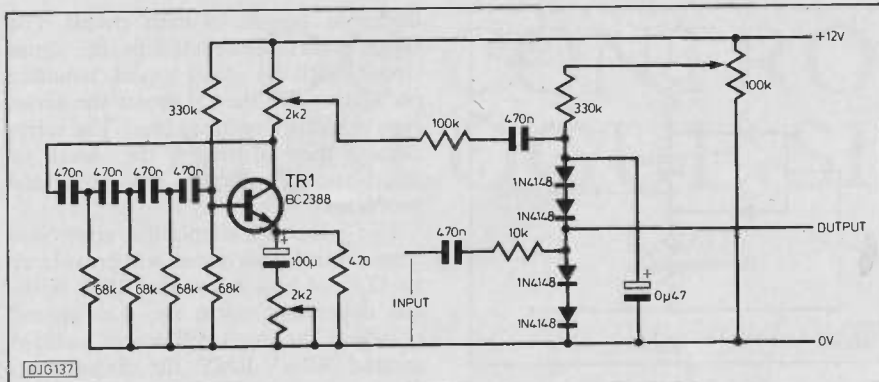 +12V
330k
2k2
330k
100k
100k
470n
470n
470n
470n
470n
TR1
BC2388
1N4148
1N4148
OUTPUT
470n
10k
+
100µ
470
68k
68k
68k
68k
2k2
INPUT
1N4148
1N4148
+
0µ47
0V
DJG137